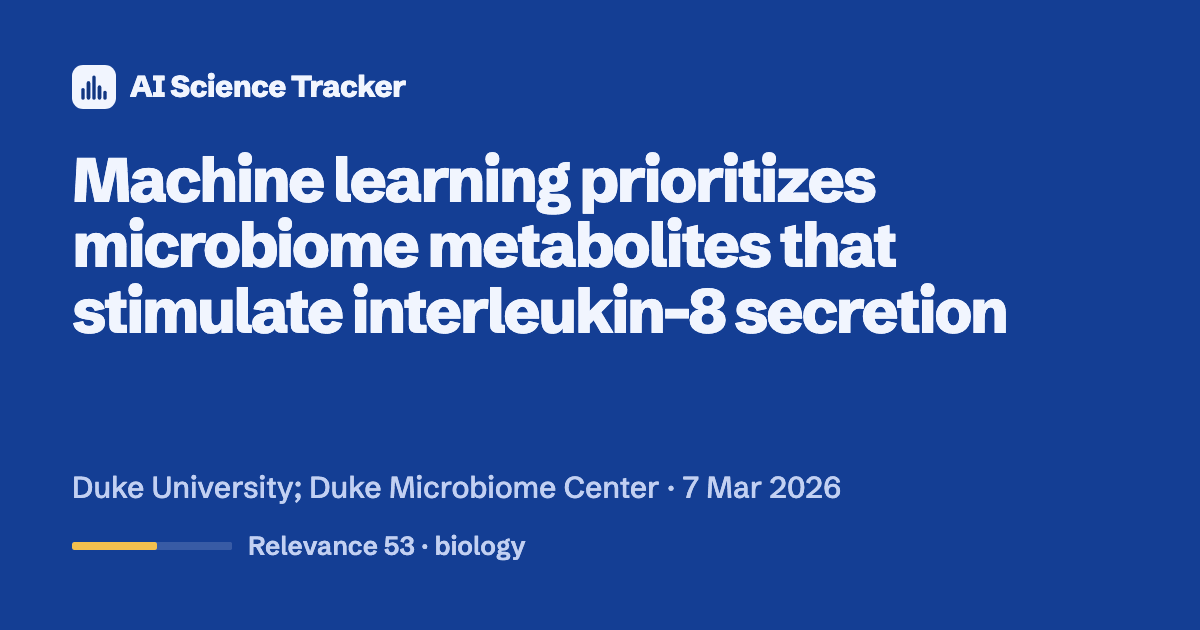 AI Science Tracker
Machine learning prioritizes
microbiome metabolites that
stimulate interleukin-8 secretion
Duke University; Duke Microbiome Center · 7 Mar 2026
Relevance 53 · biology